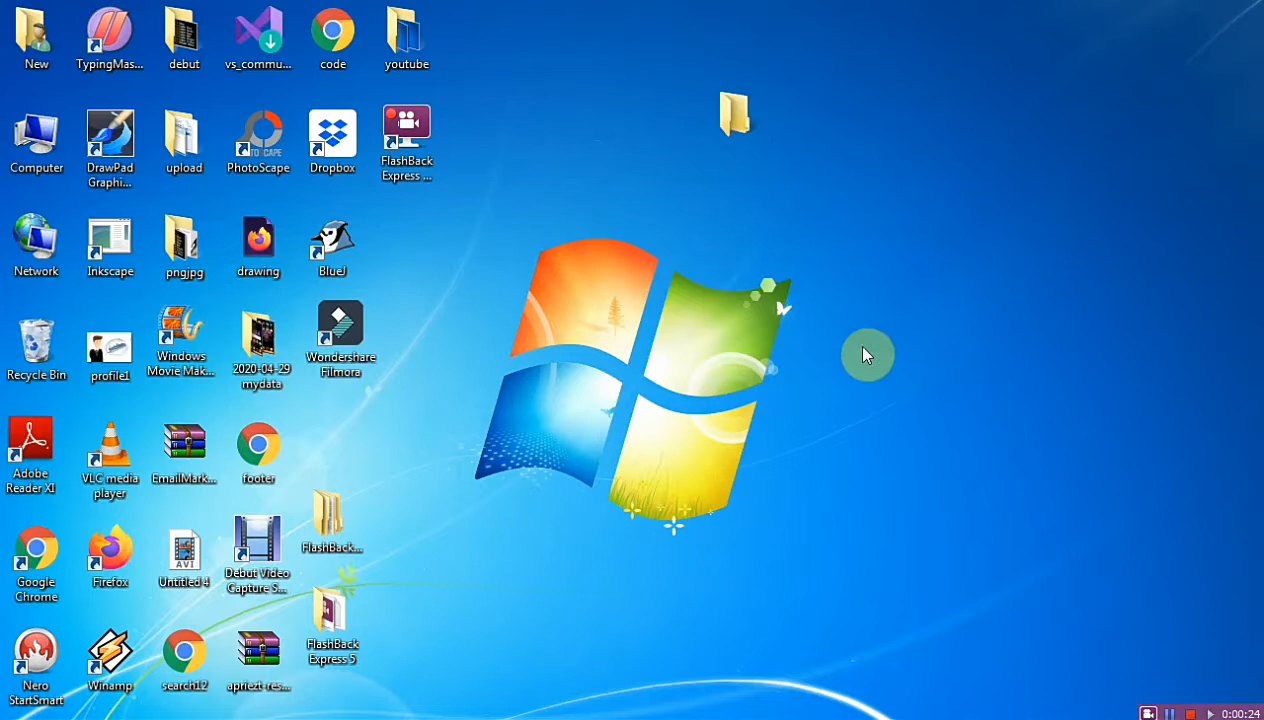 New
TypingMas...
debut
vs_commu...
code
youtube
Computer
DrawPad
Graphi...
upload
PhotoScape
Dropbox
FlashBack
Express ...
Network
Inkscape
pngjpg
drawing
BlueJ
Recycle Bin
profile1
Windows
Movie Mak...
2020-04-29
mydata
Wondershare
Filmora
Adobe
Reader XI
VLC media
player
EmailMark...
footer
FlashBack...
Google
Chrome
Firefox
AVI
Untitled 4
Debut Video
Capture S...
FlashBack
Express 5
Nero
StartSmart
Winamp
search12
apriezt-res...
0:00:24